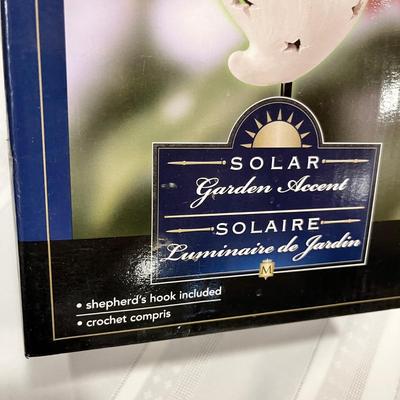 SOLAR
Garden Accent
SOLAIRE
Luminaire de Jardin
M
• shepherd's hook included
• crochet compris